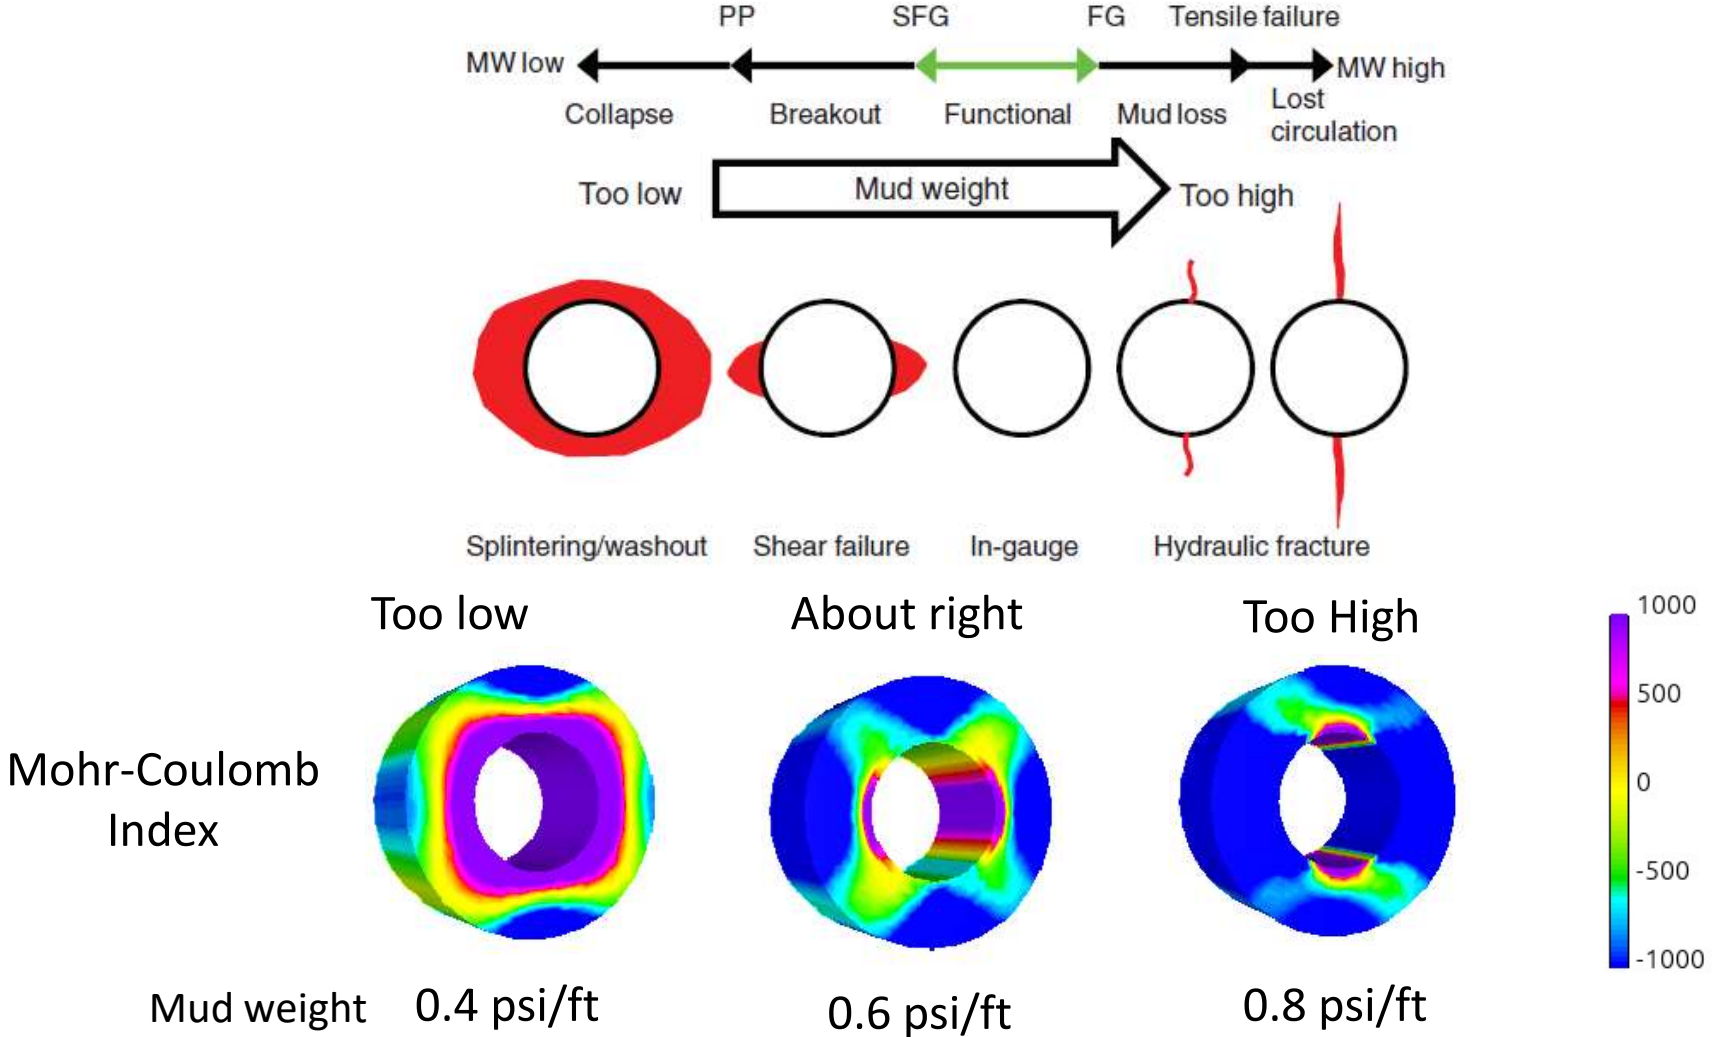 PP SFG FG Tensile failure
MW low MW high
Collapse Breakout Functional Mud loss Lost
circulation
Too low Mud weight Too high
Splintering/washout Shear failure In-gauge Hydraulic fracture
Too low About right Too High
1000
500
0
-500
-1000
Mohr-Coulomb
Index
Mud weight 0.4 psi/ft 0.6 psi/ft 0.8 psi/ft